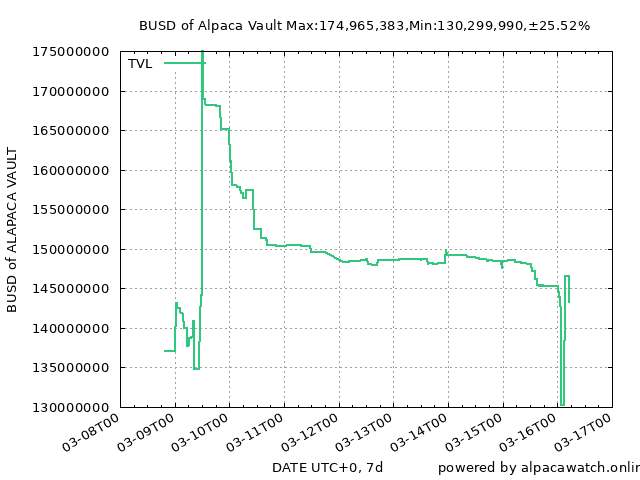 BUSD of Alpaca Vault Max:174,965,383,Min:130,299,990,±25.52%
TVL
175000000
170000000
165000000
160000000
155000000
150000000
145000000
140000000
135000000
130000000
BUSD of ALAPACA VAULT
03-08T00
03-09T00
03-10T00
03-11T00
03-12T00
03-13T00
03-14T00
03-15T00
03-16T00
03-17T00
DATE UTC+0, 7d
powered by alpacawatch.onlin